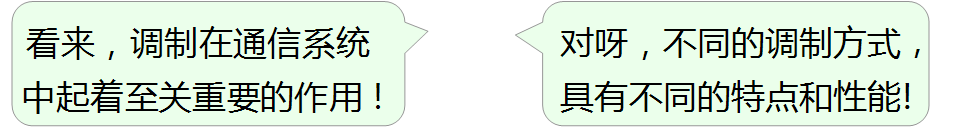 看来，调制在通信系统
中起着至关重要的作用！
对呀，不同的调制方式，
具有不同的特点和性能!